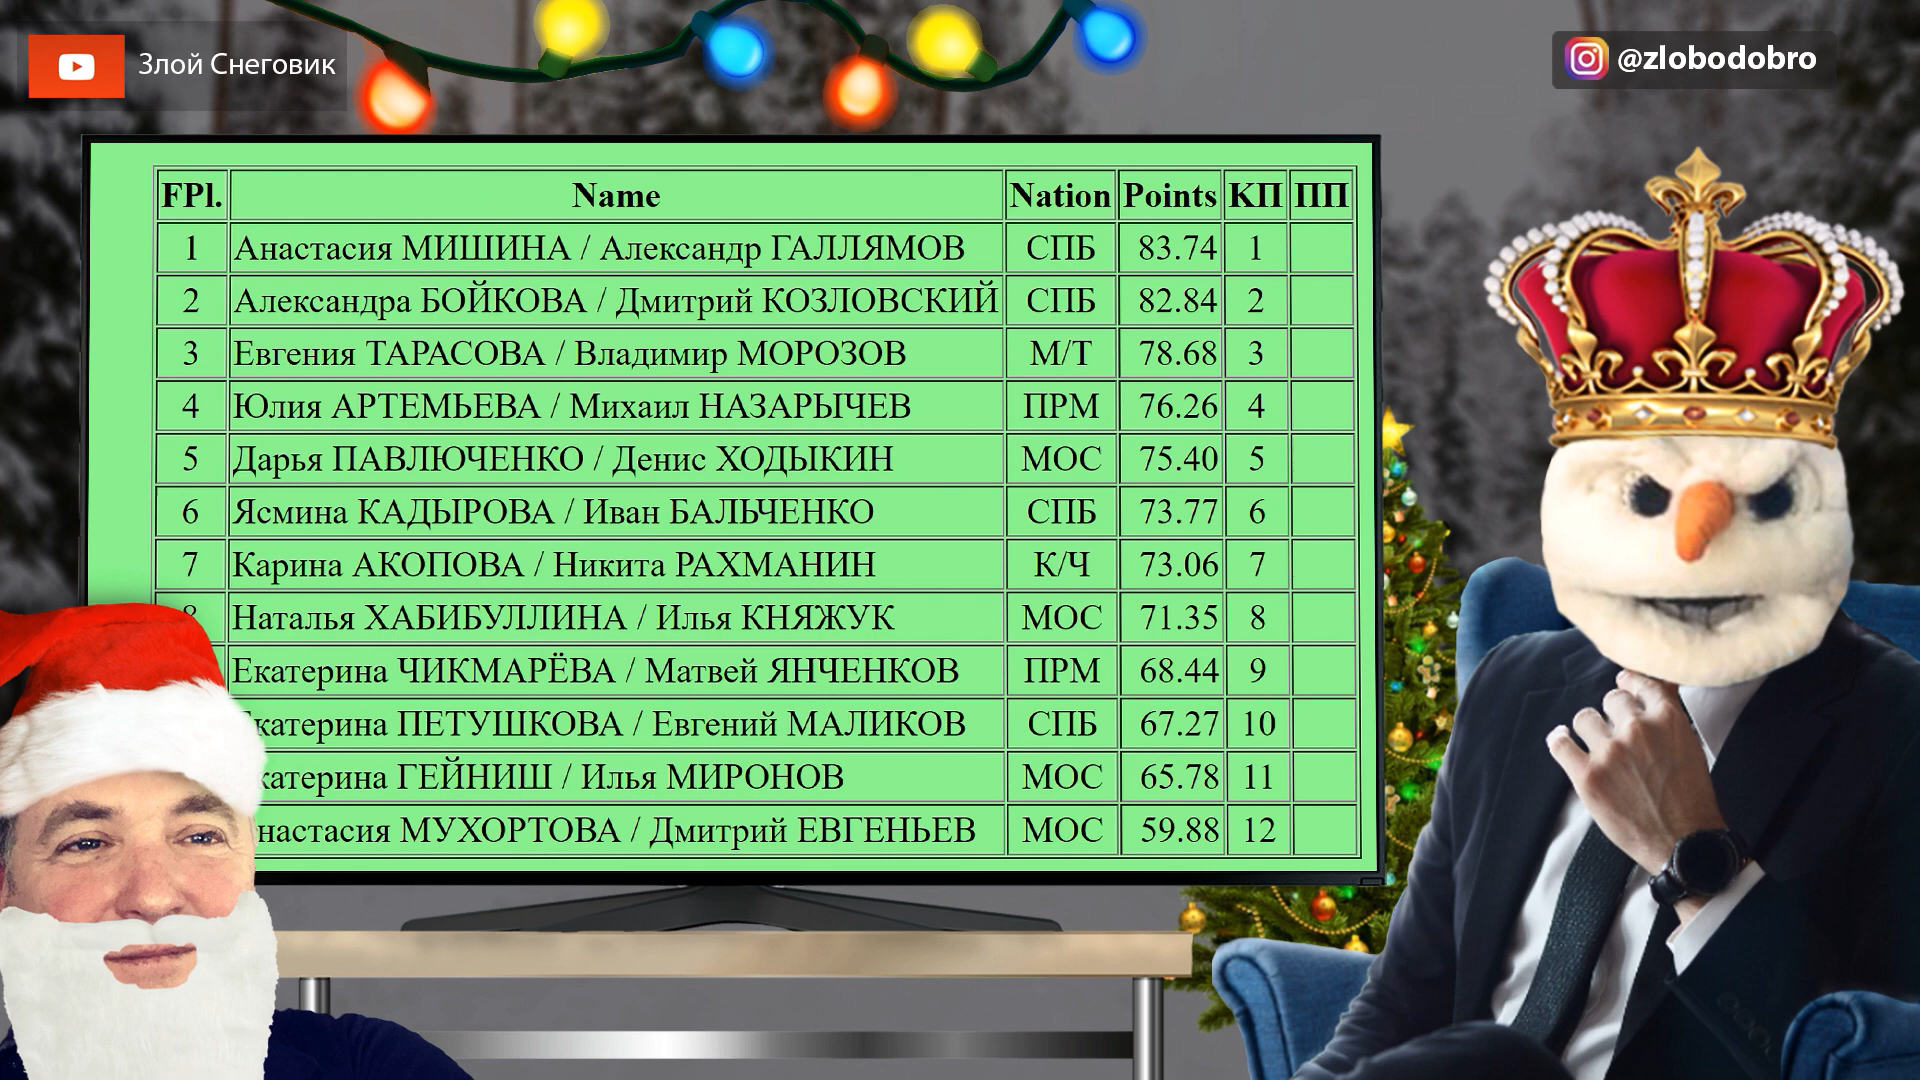 Злой Снеговик
@zlobodobro
FPl. Name Nation Points КП ПП
1 Анастасия МИШИНА / Александр ГАЛЛЯМОВ СПБ 83.74 1
2 Александра БОЙКОВА / Дмитрий КОЗЛОВСКИЙ СПБ 82.84 2
3 Евгения ТАРАСОВА / Владимир МОРОЗОВ М/Т 78.68 3
4 Юлия АРТЕМЬЕВА / Михаил НАЗАРЫЧЕВ ПРМ 76.26 4
5 Дарья ПАВЛЮЧЕНКО / Денис ХОДЫКИН МОС 75.40 5
6 Ясмина КАДЫРОВА / Иван БАЛЬЧЕНКО СПБ 73.77 6
7 Карина АКОПОВА / Никита РАХМАНИН К/Ч 73.06 7
8 Наталья ХАБИБУЛЛИНА / Илья КНЯЖУК МОС 71.35 8
Екатерина ЧИКМАРЁВА / Матвей ЯНЧЕНКОВ ПРМ 68.44 9
Екатерина ПЕТУШКОВА / Евгений МАЛИКОВ СПБ 67.27 10
Екатерина ГЕЙНИШ / Илья МИРОНОВ МОС 65.78 11
Анастасия МУХОРТОВА / Дмитрий ЕВГЕНЬЕВ МОС 59.88 12